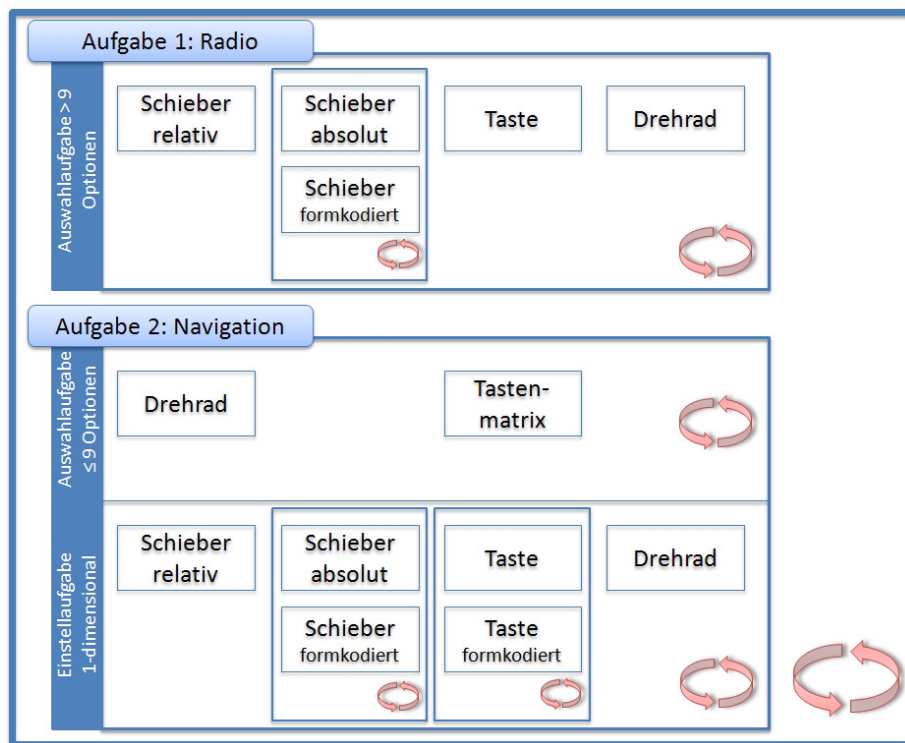 Aufgabe 1: Radio
Auswahlaufgabe > 9
Optionen
Schieber
relativ
Schieber
absolut
Taste
Drehrad
Schieber
formkodiert
Aufgabe 2: Navigation
Auswahlaufgabe
≤ 9 Optionen
Drehrad
Tasten-
matrix
Einstellaufgabe
1-dimensional
Schieber
relativ
Schieber
absolut
Taste
Drehrad
Schieber
formkodiert
Taste
formkodiert